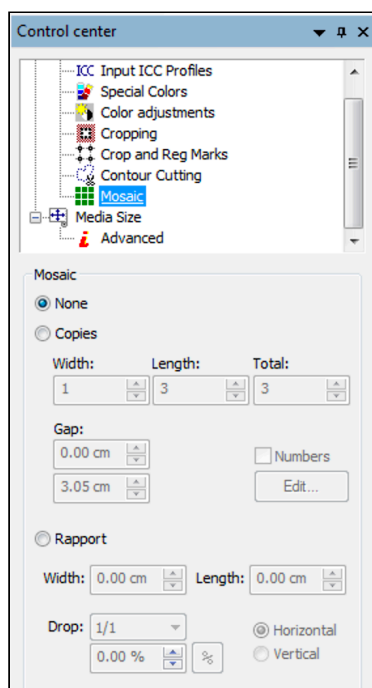 Control center
ICC Input ICC Profiles
Special Colors
Color adjustments
Cropping
Crop and Reg Marks
Contour Cutting
Mosaic
Media Size
i Advanced
Mosaic
None
Copies
Width: Length: Total:
1 3 3
Gap:
0.00 cm
Numbers
3.05 cm Edit...
Rapport
Width: 0.00 cm Length: 0.00 cm
Drop: 1/1 Horizontal
0.00 % % Vertical